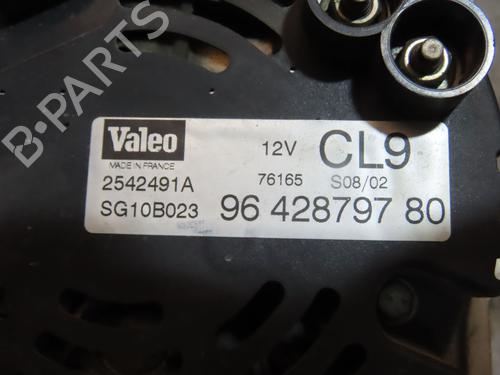 B-PARTS
Valeo
MADE IN FRANCE
12V CL9
2542491A 76165 S08/02
SG10B023 96 428797 80